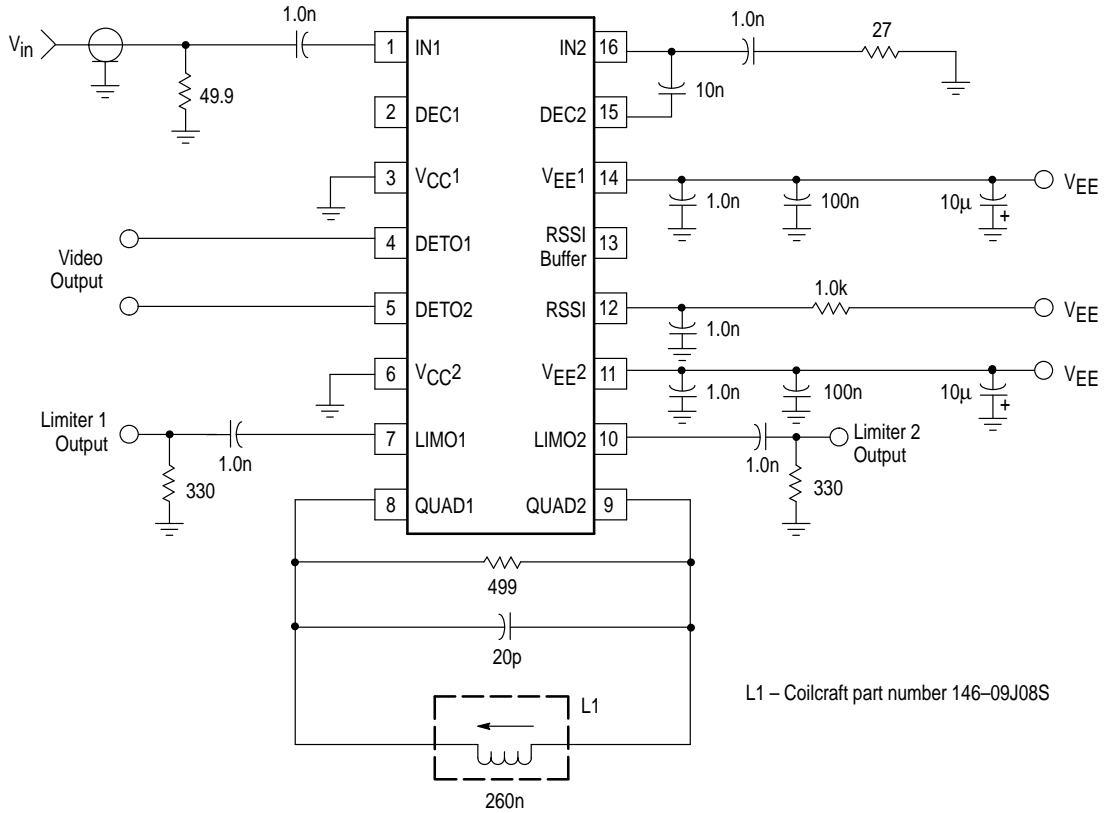 1.0n
1.0n
27
Vin
1
IN1
IN2
16
49.9
10n
2
DEC1
DEC2
15
3
VCC1
VEE1
14
1.0n
100n
10µ
+
VEE
Video
Output
4
DETO1
RSSI
Buffer
13
5
DETO2
RSSI
12
1.0k
1.0n
VEE
6
VCC2
VEE2
11
1.0n
100n
10µ
+
VEE
Limiter 1
Output
1.0n
7
LIMO1
LIMO2
10
1.0n
Limiter 2
Output
330
330
8
QUAD1
QUAD2
9
499
20p
L1
L1 – Coilcraft part number 146–09J08S
260n